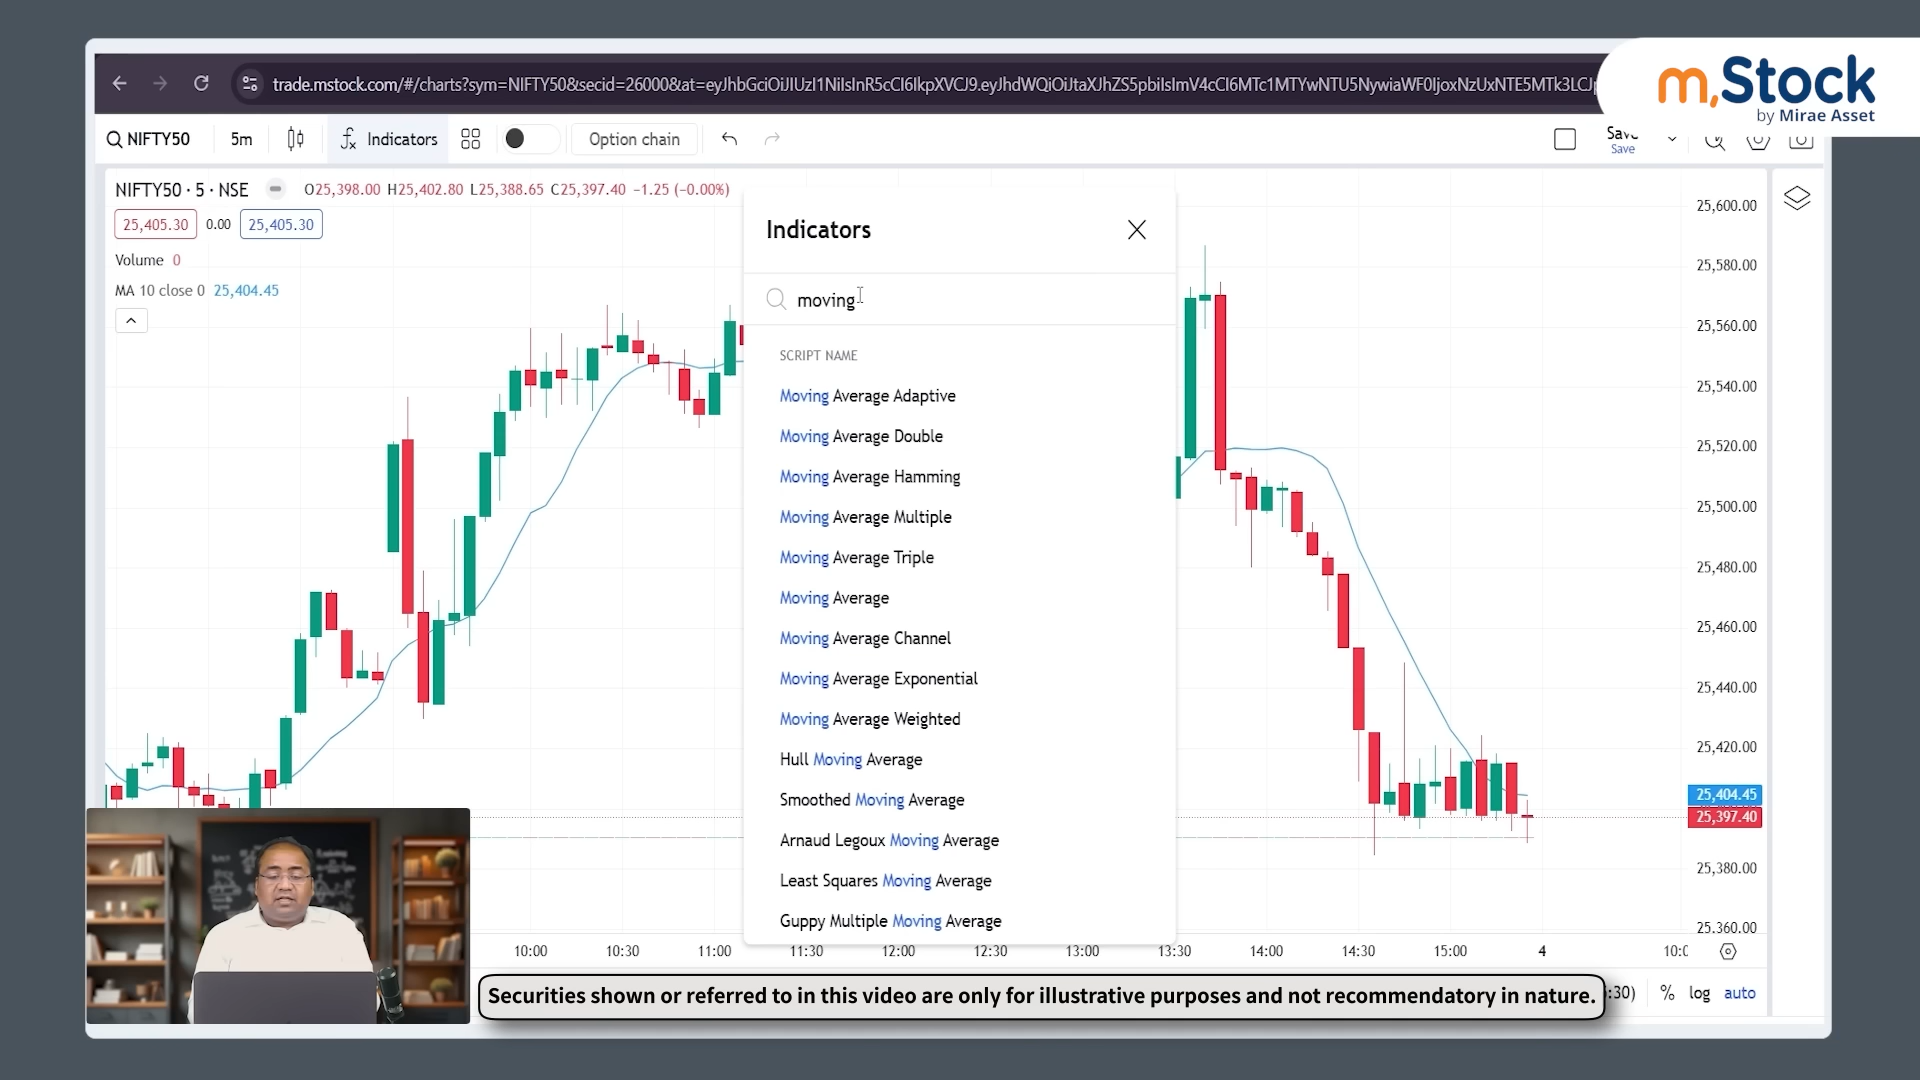 trade.mstock.com/#/charts?sym=NIFTY50&secid=26000&at=eyJhbGciOiJIUzI1NiIsInR5cCI6IkpXVCJ9.eyJhdWQiOiJtaXJhZS5pbiIsImV4cCI6MTc1MTYwNTU5NywiaWF0IjoxNzUxNTE5MTk3LCJ
m.Stock
by Mirae Asset
NIFTY50 5m Indicators Option chain Save
Save
NIFTY50 · 5 · NSE O25,398.00 H25,402.80 L25,388.65 C25,397.40 −1.25 (−0.00%)
25,405.30 0.00 25,405.30
Volume 0
MA 10 close 0 25,404.45
Indicators
moving
SCRIPT NAME
Moving Average Adaptive
Moving Average Double
Moving Average Hamming
Moving Average Multiple
Moving Average Triple
Moving Average
Moving Average Channel
Moving Average Exponential
Moving Average Weighted
Hull Moving Average
Smoothed Moving Average
Arnaud Legoux Moving Average
Least Squares Moving Average
Guppy Multiple Moving Average
25,600.00
25,580.00
25,560.00
25,540.00
25,520.00
25,500.00
25,480.00
25,460.00
25,440.00
25,420.00
25,404.45
25,397.40
25,380.00
25,360.00
10:00 10:30 11:00 11:30 12:00 12:30 13:00 13:30 14:00 14:30 15:00 4 10:0
Securities shown or referred to in this video are only for illustrative purposes and not recommendatory in nature.
:30) % log auto